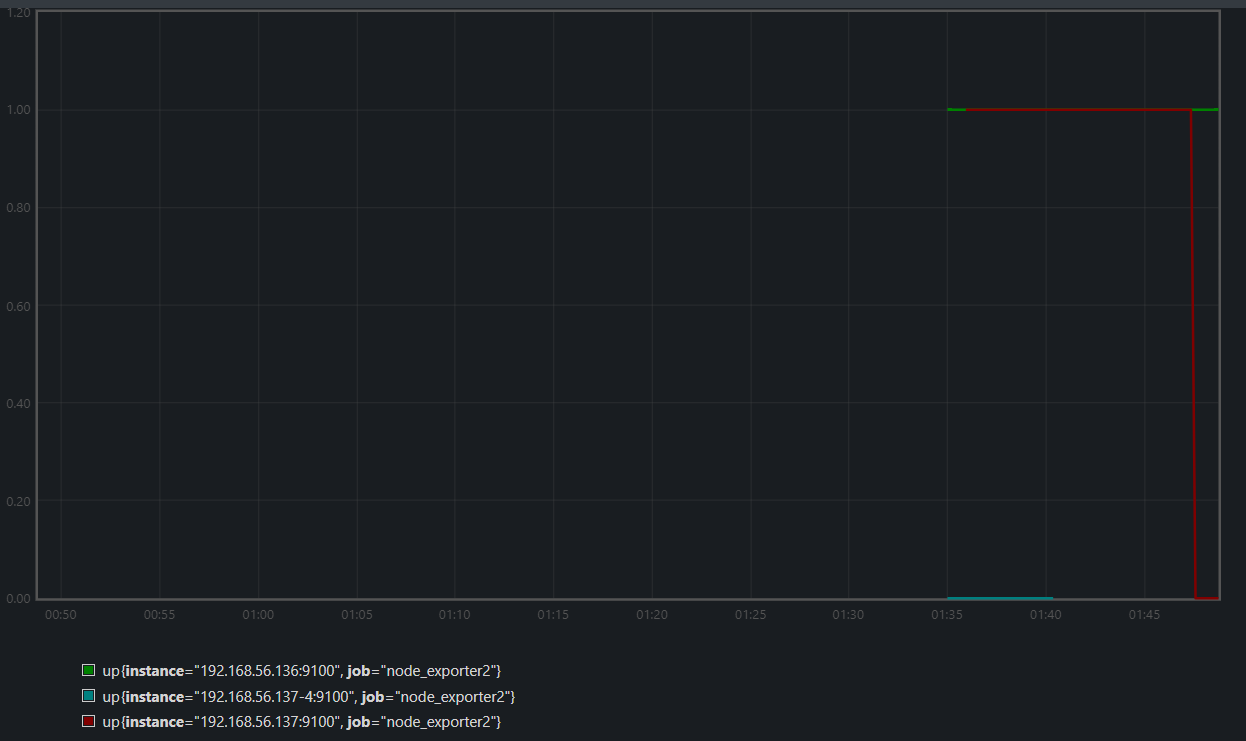 1.20
1.00
0.80
0.60
0.40
0.20
0.00
00:50 00:55 01:00 01:05 01:10 01:15 01:20 01:25 01:30 01:35 01:40 01:45
up{instance="192.168.56.136:9100", job="node_exporter2"}
up{instance="192.168.56.137-4:9100", job="node_exporter2"}
up{instance="192.168.56.137:9100", job="node_exporter2"}